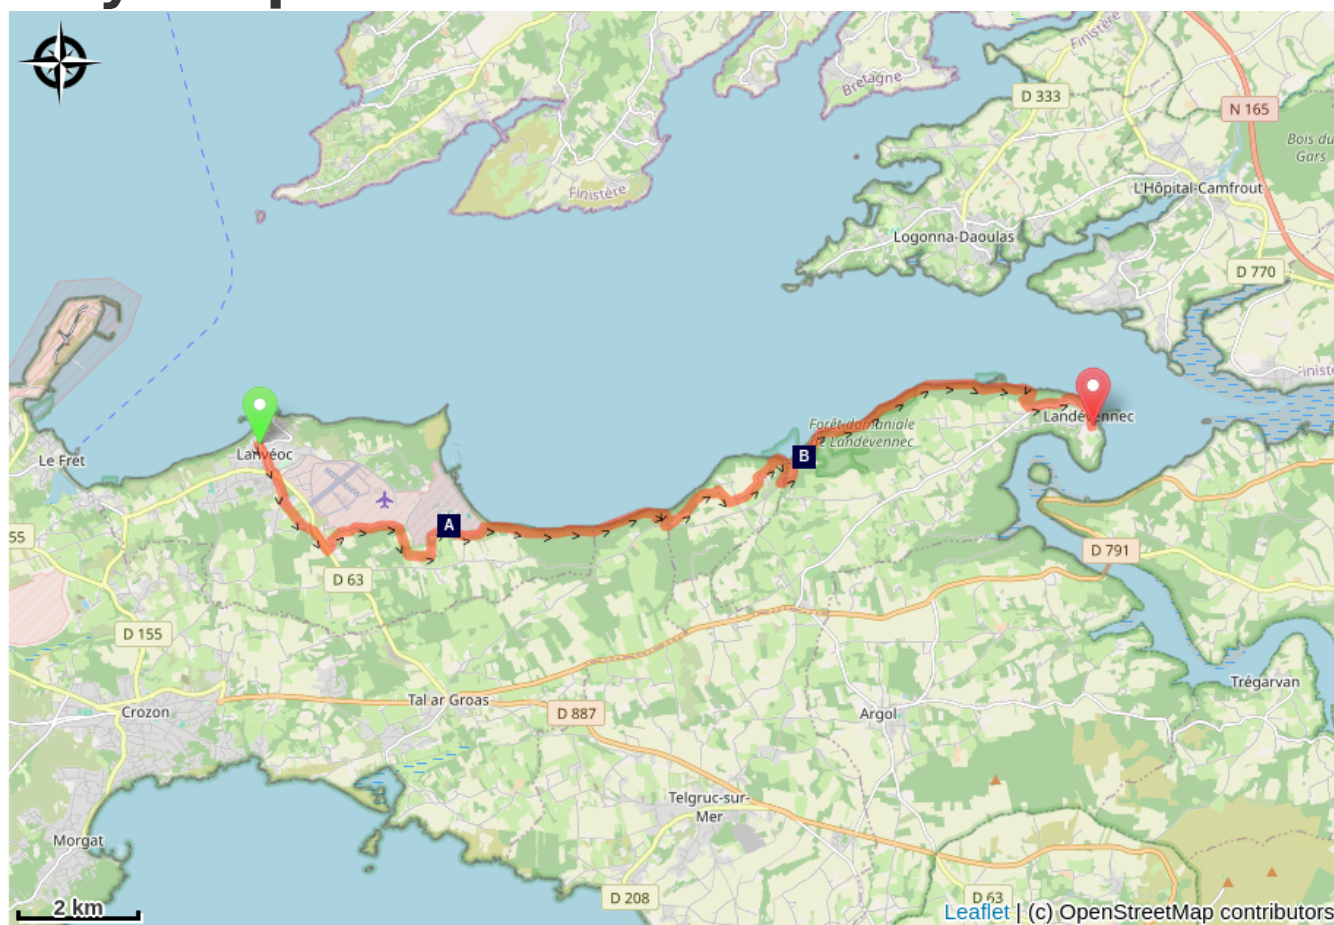 Finistère
D 333
N 165
Bretagne
Bois du
Gars
Finistère
L'Hôpital-Camfrout
Logonna-Daoulas
D 770
Finist
Le Fret
Lanvéoc
Forêt domaniale
de Landévennec
Landévennec
B
A
55
D 791
D 63
D 155
Trégarvan
Tal ar Groas
Crozon
D 887
Argol
Telgruc-sur-
Mer
Morgat
D 208
D 63
2 km
Leaflet | (c) OpenStreetMap contributors